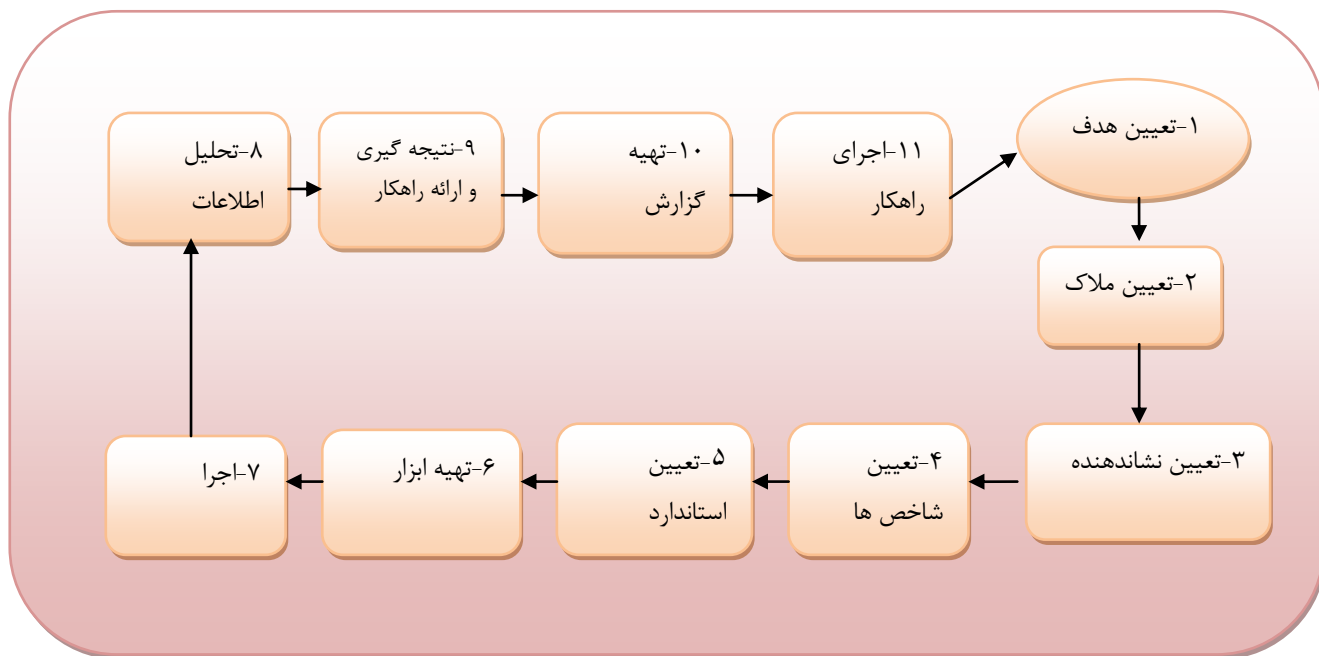 ۱-تعیین هدف
۲-تعیین ملاک
۳-تعیین نشاندهنده
۴-تعیین
شاخص ها
۵-تعیین
استاندارد
۶-تهیه ابزار
۷-اجرا
۸-تحلیل
اطلاعات
۹-نتیجه گیری
و ارائه راهکار
۱۰-تهیه
گزارش
۱۱-اجرای
راهکار